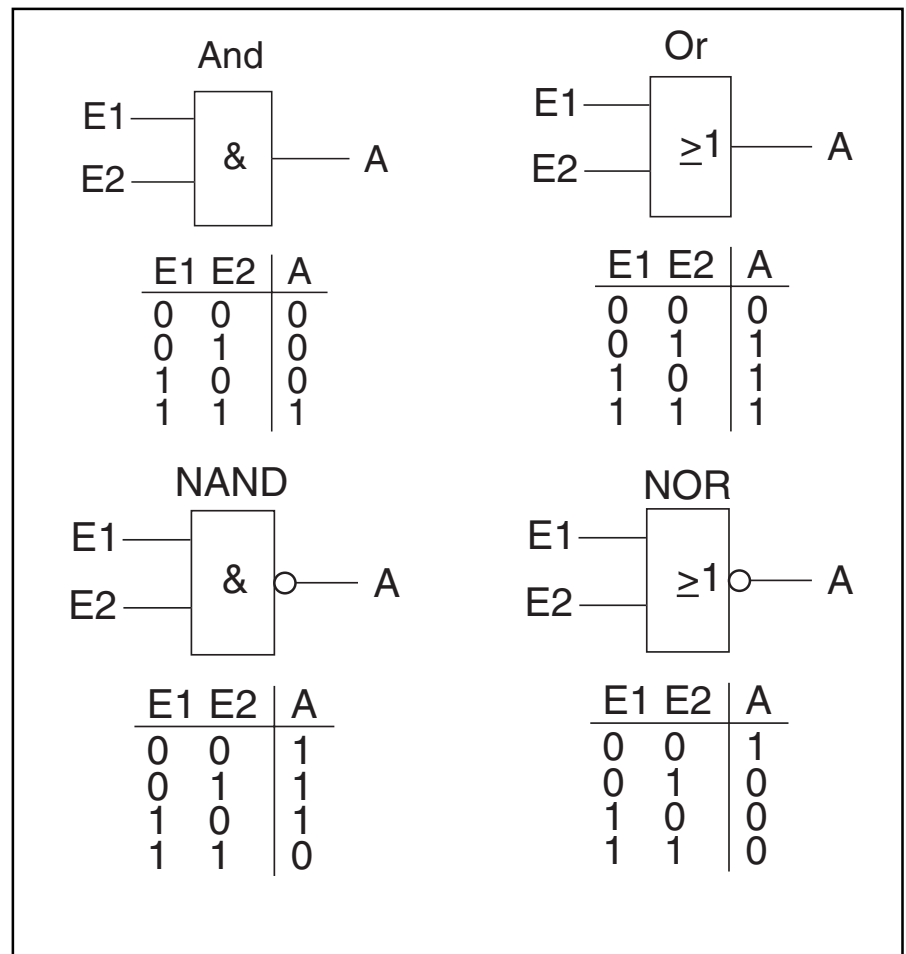 And
E1
E2
&
A
E1 E2 A
0 0 0
0 1 0
1 0 0
1 1 1
Or
E1
E2
≥1
A
E1 E2 A
0 0 0
0 1 1
1 0 1
1 1 1
NAND
E1
E2
&
A
E1 E2 A
0 0 1
0 1 1
1 0 1
1 1 0
NOR
E1
E2
≥1
A
E1 E2 A
0 0 1
0 1 0
1 0 0
1 1 0